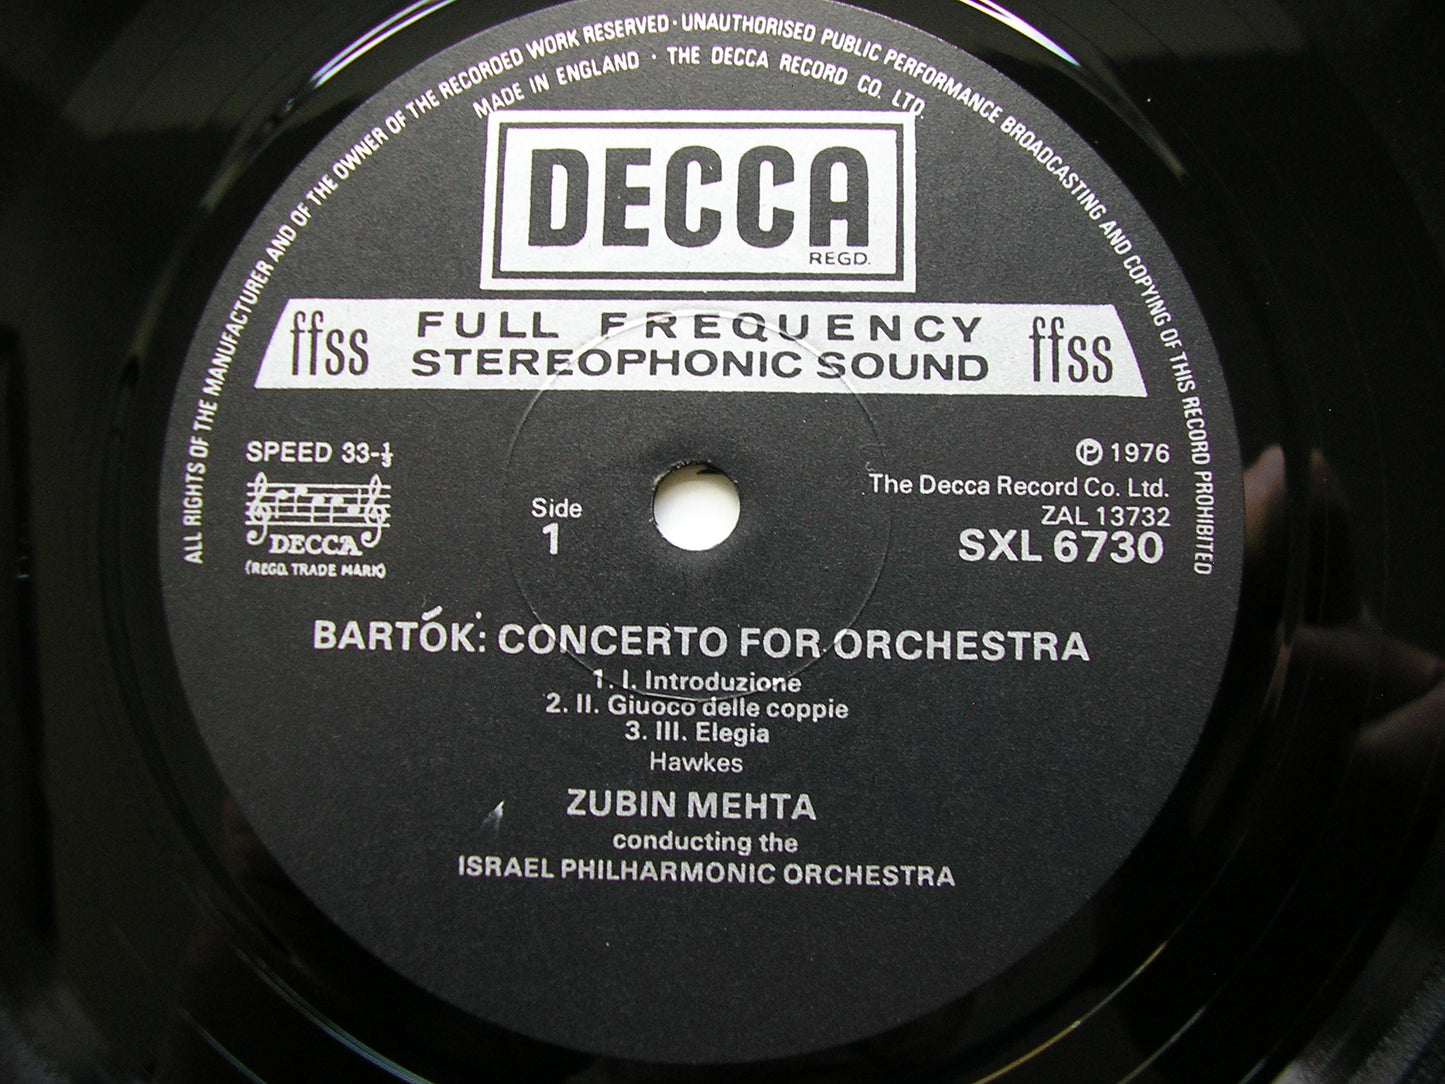 ALL RIGHTS OF THE MANUFACTURER AND OF THE OWNER OF THE RECORDED WORK RESERVED · UNAUTHORISED PUBLIC PERFORMANCE BROADCASTING AND COPYING OF THIS RECORD PROHIBITED
MADE IN ENGLAND · THE DECCA RECORD CO. LTD.
DECCA
REGD.
ffss FULL FREQUENCY STEREOPHONIC SOUND ffss
SPEED 33-⅓
DECCA
(REGD. TRADE MARK)
Side
1
Ⓟ 1976
The Decca Record Co. Ltd.
ZAL 13732
SXL 6730
BARTÓK: CONCERTO FOR ORCHESTRA
1. I. Introduzione
2. II. Giuoco delle coppie
3. III. Elegia
Hawkes
ZUBIN MEHTA
conducting the
ISRAEL PHILHARMONIC ORCHESTRA